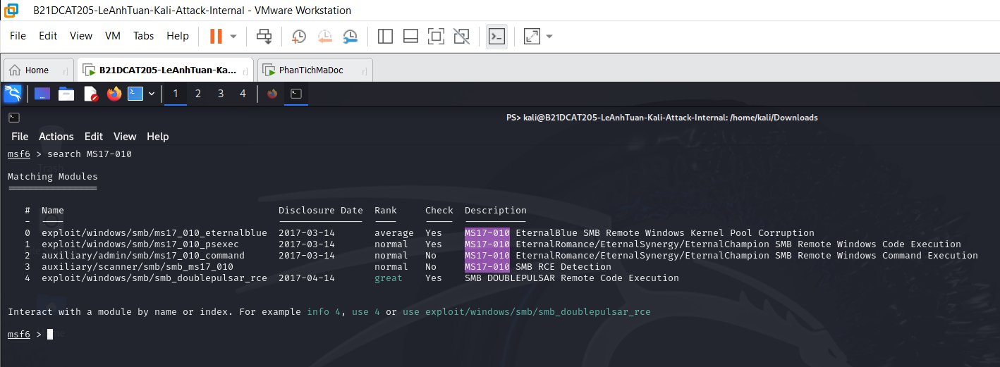 B21DCAT205-LeAnhTuan-Kali-Attack-Internal - VMware Workstation
File Edit View VM Tabs Help
Home B21DCAT205-LeAnhTuan-Ka... PhanTichMaDoc
1 2 3 4
PS> kali@B21DCAT205-LeAnhTuan-Kali-Attack-Internal: /home/kali/Downloads
File Actions Edit View Help
msf6 > search MS17-010
Trash
Matching Modules
================
# Name Disclosure Date Rank Check Description
- ---- --------------- ---- ----- -----------
0 exploit/windows/smb/ms17_010_eternalblue 2017-03-14 average Yes MS17-010 EternalBlue SMB Remote Windows Kernel Pool Corruption
1 exploit/windows/smb/ms17_010_psexec 2017-03-14 normal Yes MS17-010 EternalRomance/EternalSynergy/EternalChampion SMB Remote Windows Code Execution
2 auxiliary/admin/smb/ms17_010_command 2017-03-14 normal No MS17-010 EternalRomance/EternalSynergy/EternalChampion SMB Remote Windows Command Execution
3 auxiliary/scanner/smb/smb_ms17_010 normal No MS17-010 SMB RCE Detection
4 exploit/windows/smb/smb_doublepulsar_rce 2017-04-14 great Yes SMB DOUBLEPULSAR Remote Code Execution
Interact with a module by name or index. For example info 4, use 4 or use exploit/windows/smb/smb_doublepulsar_rce
msf6 >